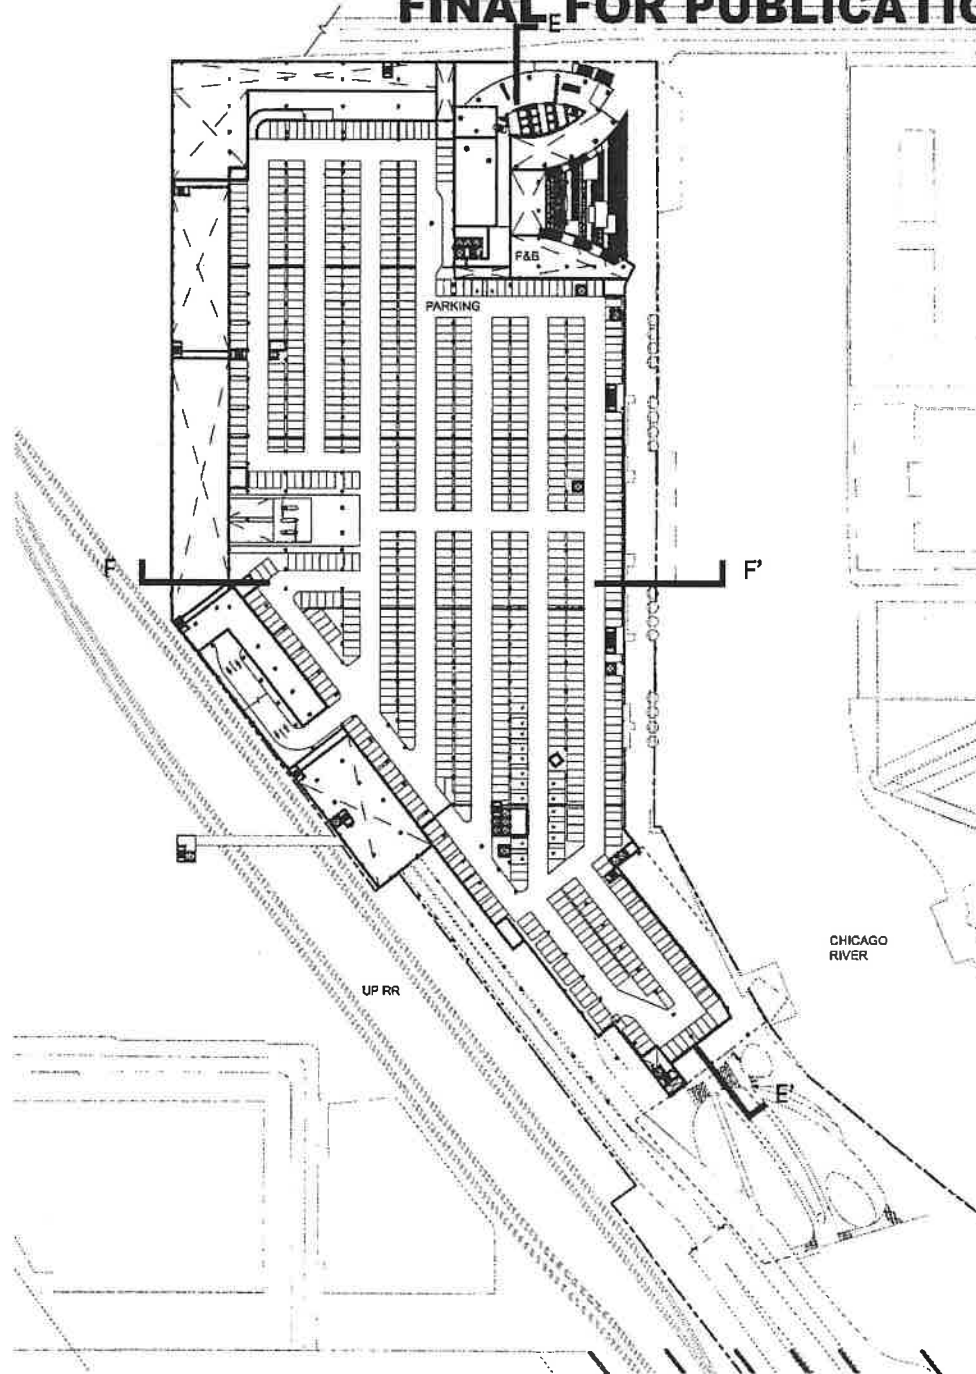 FINAL FOR PUBLICATIO
E
F&B
PARKING
F
F'
CHICAGO
RIVER
UP RR
E'